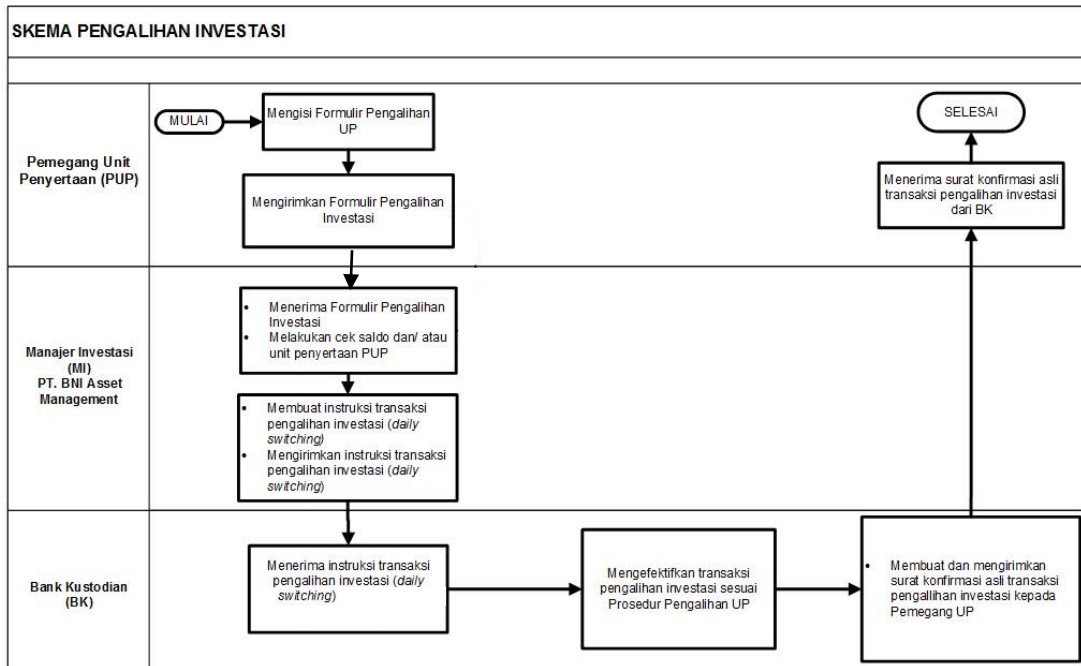 SKEMA PENGALIHAN INVESTASI
Pemegang Unit
Penyertaan (PUP)
MULAI
Mengisi Formulir Pengalihan
UP
Mengirimkan Formulir Pengalihan
Investasi
SELESAI
Menerima surat konfirmasi asli
transaksi pengalihan investasi
dari BK
Manajer Investasi
(MI)
PT. BNI Asset
Management
• Menerima Formulir Pengalihan
Investasi
• Melakukan cek saldo dan/ atau
unit penyertaan PUP
• Membuat instruksi transaksi
pengalihan investasi (daily
switching)
• Mengirimkan instruksi transaksi
pengalihan investasi (daily
switching)
Bank Kustodian
(BK)
Menerima instruksi transaksi
pengalihan investasi (daily
switching)
Mengefektifkan transaksi
pengalihan investasi sesuai
Prosedur Pengalihan UP
• Membuat dan mengirimkan
surat konfirmasi asli transaksi
pengallihan investasi kepada
Pemegang UP